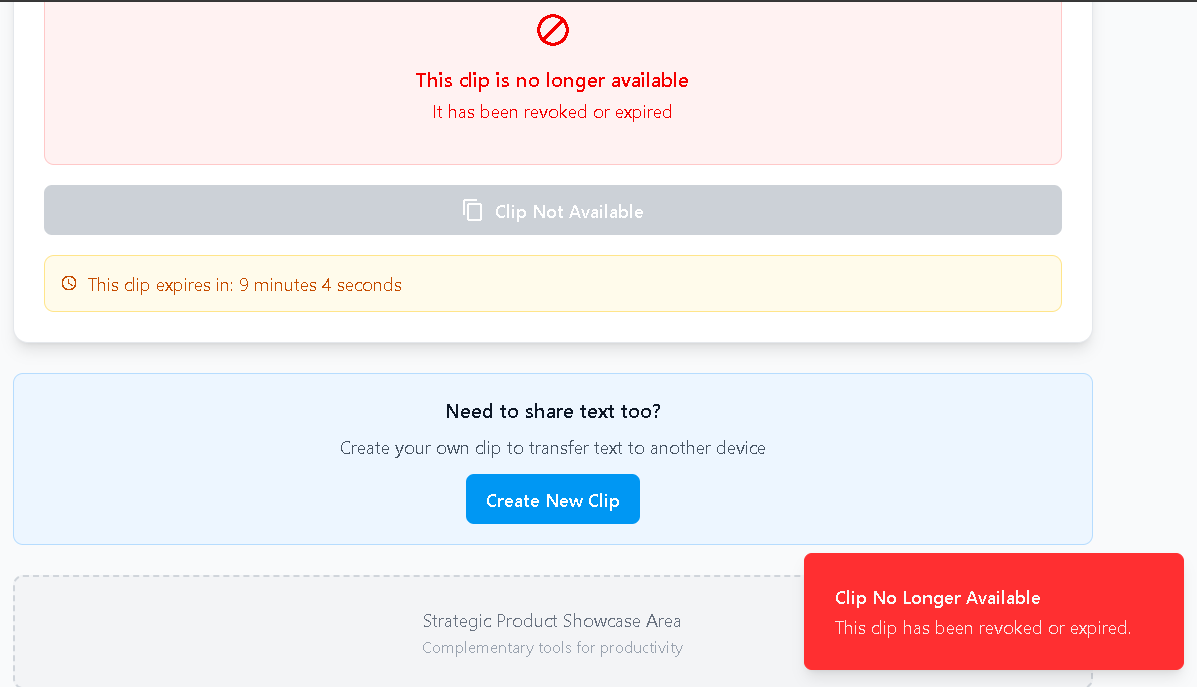 This clip is no longer available
It has been revoked or expired
Clip Not Available
This clip expires in: 9 minutes 4 seconds
Need to share text too?
Create your own clip to transfer text to another device
Create New Clip
Clip No Longer Available
This clip has been revoked or expired.
Strategic Product Showcase Area
Complementary tools for productivity